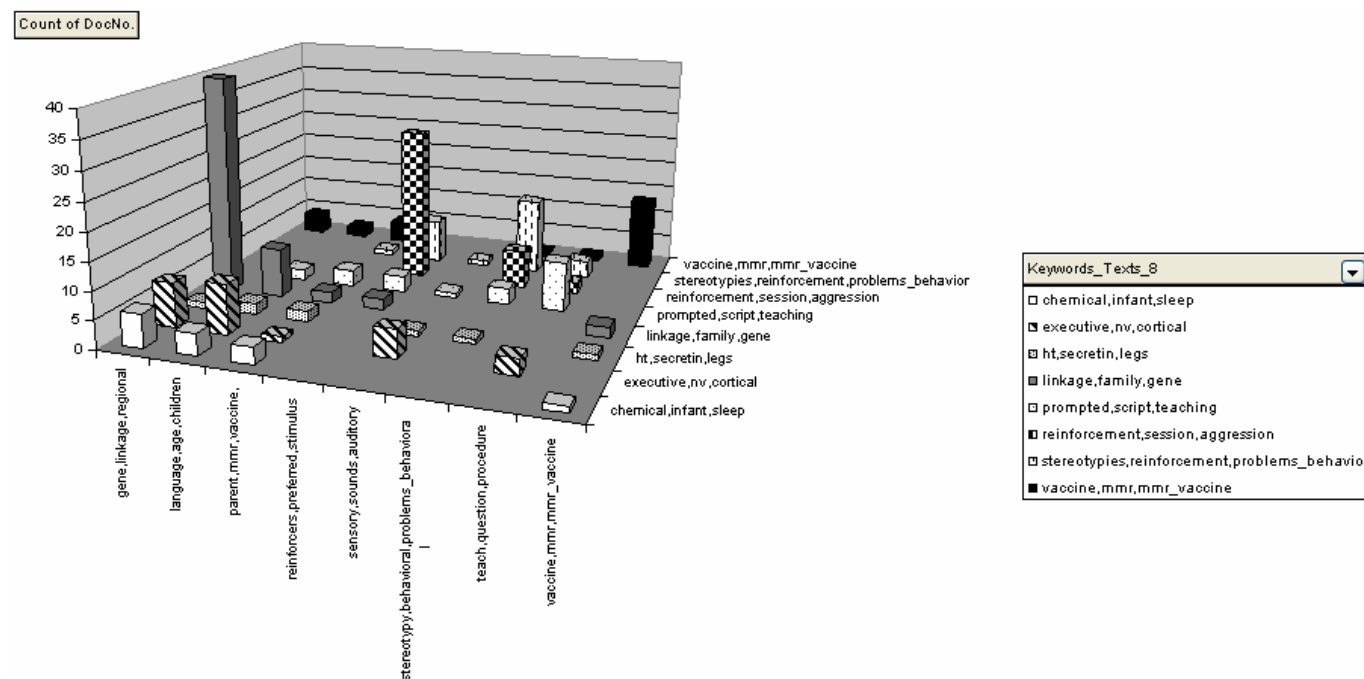 Count of DocNo.
40
35
30
25
20
15
10
5
0
gene,linkage,regional
language,age,children
parent,mmr,vaccine,
reinforcers,preferred,stimulus
sensory,sounds,auditory
stereotypy,behavioral,problems_behaviora
l
teach,question,procedure
vaccine,mmr,mmr_vaccine
vaccine,mmr,mmr_vaccine
stereotypies,reinforcement,problems_behavior
reinforcement,session,aggression
prompted,script,teaching
linkage,family,gene
ht,secretin,legs
executive,nv,cortical
chemical,infant,sleep
Keywords_Texts_8
chemical,infant,sleep
executive,nv,cortical
ht,secretin,legs
linkage,family,gene
prompted,script,teaching
reinforcement,session,aggression
stereotypies,reinforcement,problems_behavio
vaccine,mmr,mmr_vaccine